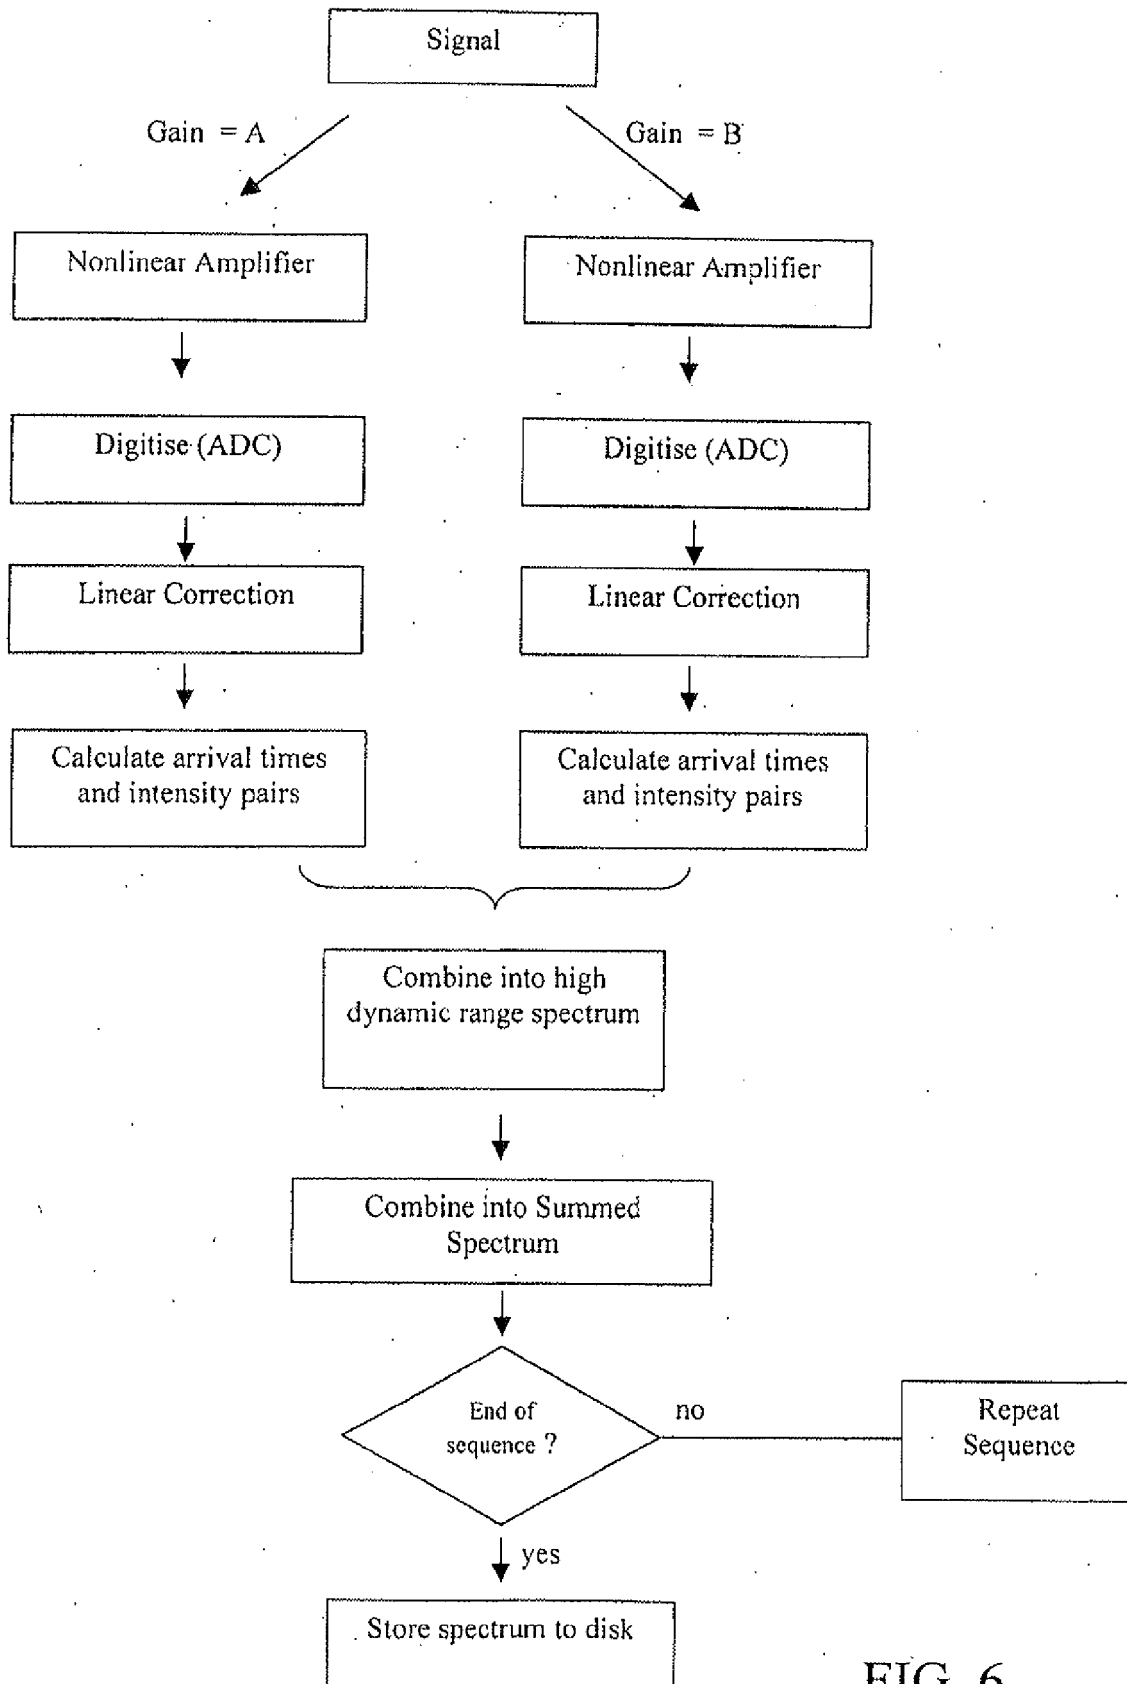 Signal
Gain = A
Gain = B
Nonlinear Amplifier
Nonlinear Amplifier
Digitise (ADC)
Digitise (ADC)
Linear Correction
Linear Correction
Calculate arrival times
and intensity pairs
Calculate arrival times
and intensity pairs
Combine into high
dynamic range spectrum
Combine into Summed
Spectrum
End of
sequence ?
no
Repeat
Sequence
yes
Store spectrum to disk
FIG. 6